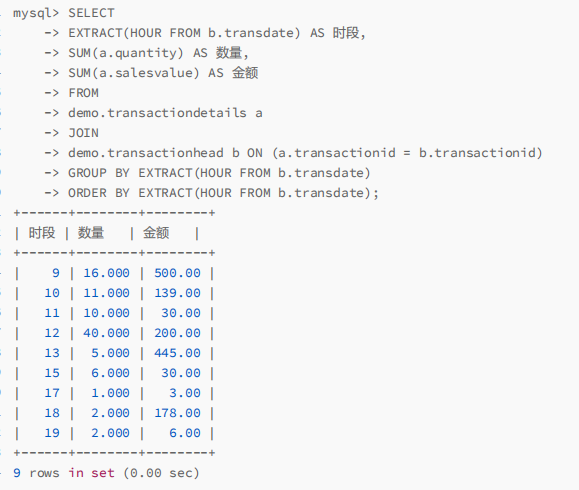 mysql> SELECT
    -> EXTRACT(HOUR FROM b.transdate) AS 时段,
    -> SUM(a.quantity) AS 数量,
    -> SUM(a.salesvalue) AS 金额
    -> FROM
    -> demo.transactiondetails a
    -> JOIN
    -> demo.transactionhead b ON (a.transactionid = b.transactionid)
    -> GROUP BY EXTRACT(HOUR FROM b.transdate)
    -> ORDER BY EXTRACT(HOUR FROM b.transdate);
+------+--------+--------+
| 时段 | 数量   | 金额   |
+------+--------+--------+
|    9 | 16.000 | 500.00 |
|   10 | 11.000 | 139.00 |
|   11 | 10.000 |  30.00 |
|   12 | 40.000 | 200.00 |
|   13 |  5.000 | 445.00 |
|   15 |  6.000 |  30.00 |
|   17 |  1.000 |   3.00 |
|   18 |  2.000 | 178.00 |
|   19 |  2.000 |   6.00 |
+------+--------+--------+
9 rows in set (0.00 sec)